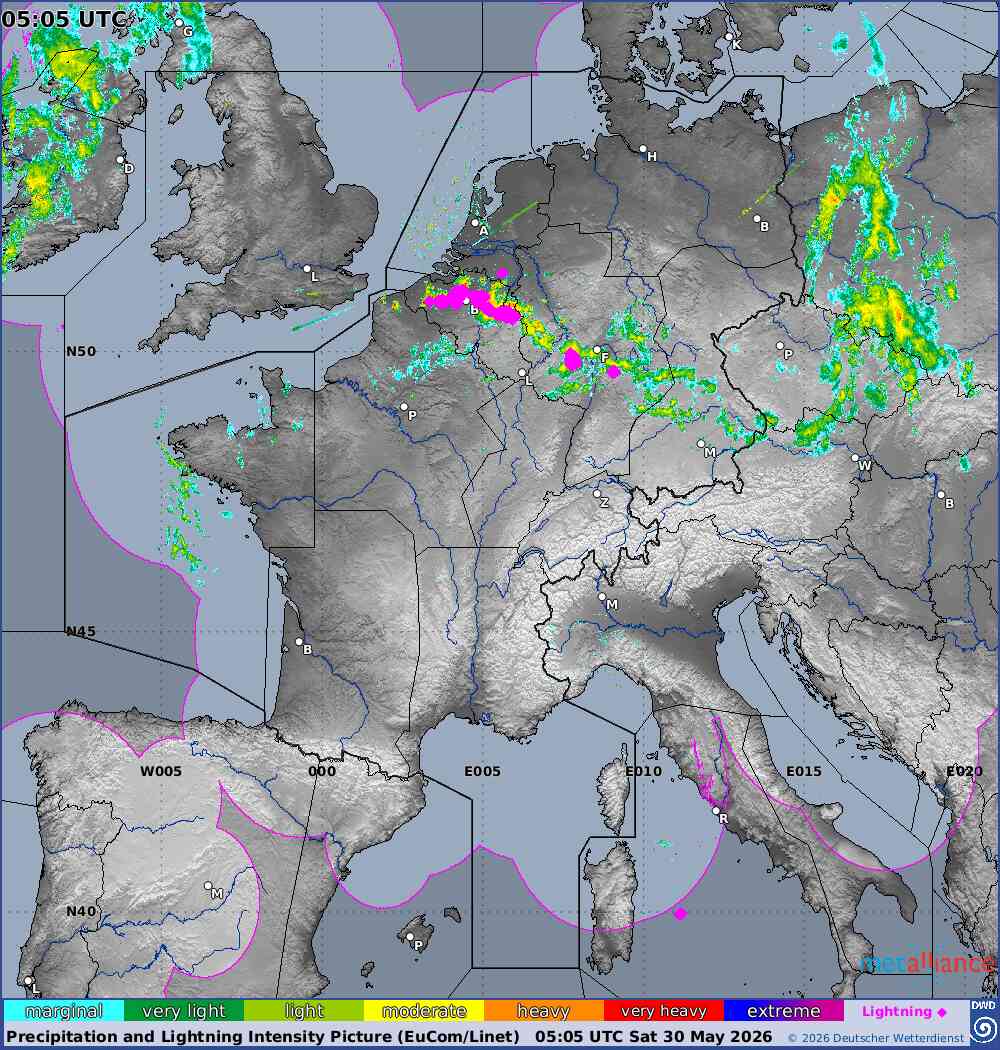 05:05 UTC
G
K
D
H
A
B
L
b
N50
F
P
L
P
M
W
Z
B
M
N45
B
W005
000
E005
E010
E015
E020
R
M
N40
P
L
metalliance
marginal very light light moderate heavy very heavy extreme Lightning
DWD
Precipitation and Lightning Intensity Picture (EuCom/Linet) 05:05 UTC Sat 30 May 2026 © 2026 Deutscher Wetterdienst